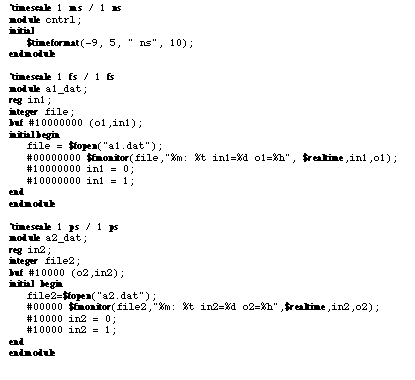 `timescale 1 ms / 1 ns
module cntrl;
initial
$timeformat(-9, 5, " ns", 10);
endmodule
`timescale 1 fs / 1 fs
module a1_dat;
reg in1;
integer file;
buf #10000000 (o1,in1);
initial begin
file = $fopen("a1.dat");
#00000000 $fmonitor(file,"%m: %t in1=%d o1=%h", $realtime,in1,o1);
#10000000 in1 = 0;
#10000000 in1 = 1;
end
endmodule
`timescale 1 ps / 1 ps
module a2_dat;
reg in2;
integer file2;
buf #10000 (o2,in2);
initial begin
file2=$fopen("a2.dat");
#00000 $fmonitor(file2,"%m: %t in2=%d o2=%h",$realtime,in2,o2);
#10000 in2 = 0;
#10000 in2 = 1;
end
endmodule